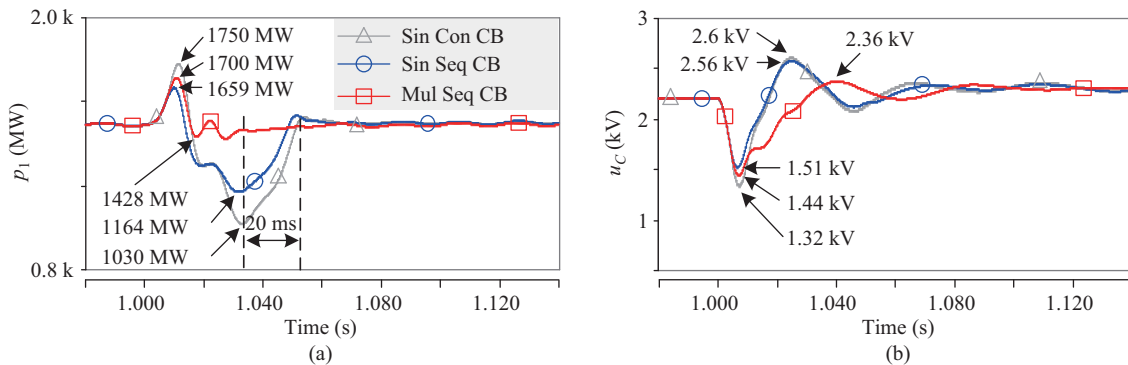 2.0 k
1750 MW
1700 MW
1659 MW
Sin Con CB
Sin Seq CB
Mul Seq CB
p1 (MW)
1428 MW
1164 MW
1030 MW
20 ms
0.8 k
1.000
1.040
1.080
1.120
Time (s)
(a)
3
2.6 kV
2.56 kV
2.36 kV
2
uC (kV)
1.51 kV
1.44 kV
1.32 kV
1
0
1.000
1.040
1.080
1.120
Time (s)
(b)